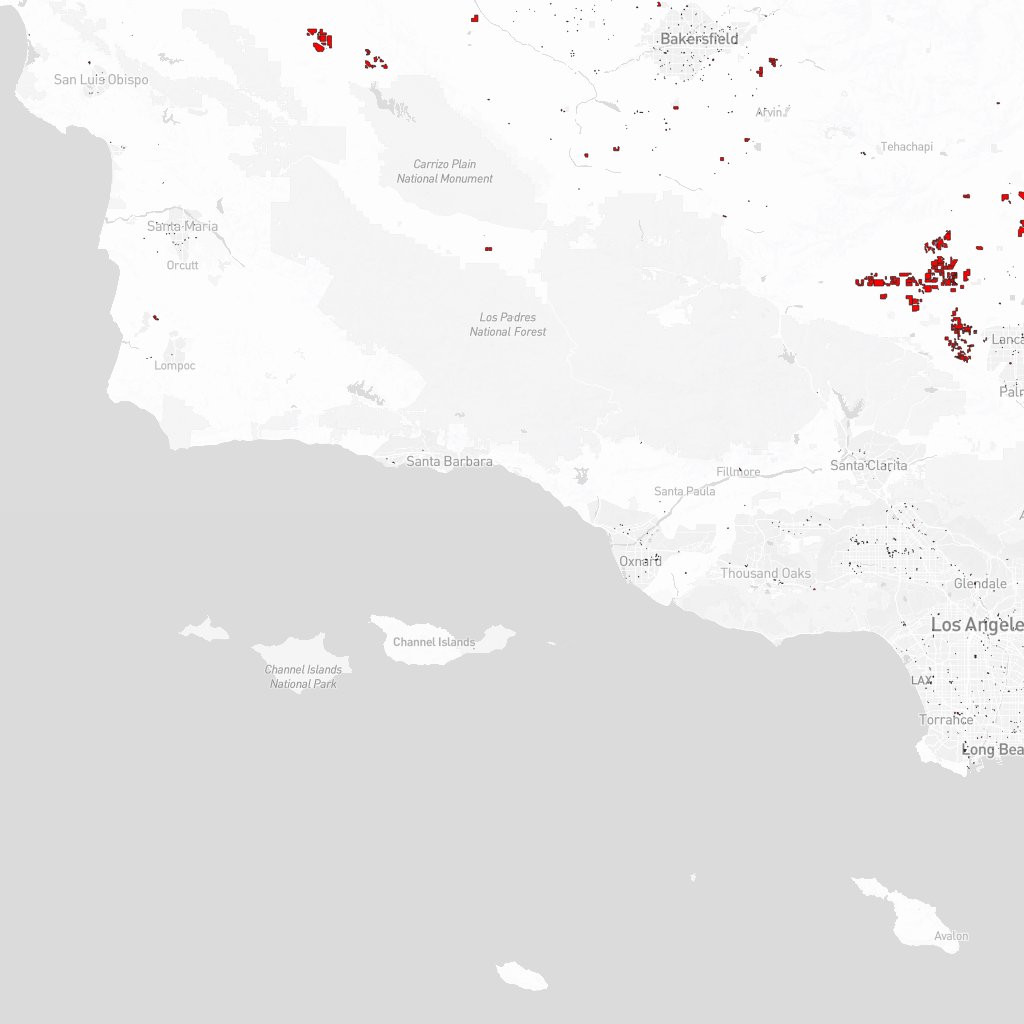 Bakersfield
San Luis Obispo
Arvin
Tehachapi
Carrizo Plain
National Monument
Santa Maria
Orcutt
Los Padres
National Forest
Lanca
Lompoc
Palm
Santa Barbara
Fillmore
Santa Clarita
Santa Paula
A
Oxnard
Thousand Oaks
Glendale
Los Angele
Channel Islands
Channel Islands
National Park
LAX
Torrance
Long Bea
Avalon